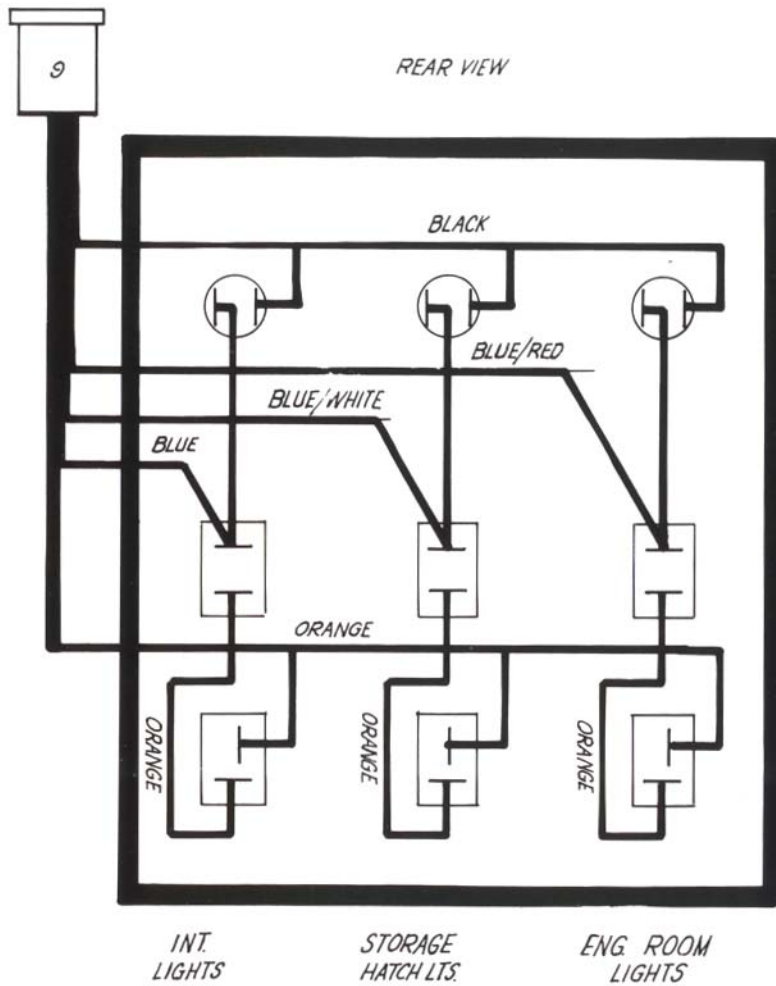 9
REAR VIEW
BLACK
BLUE/RED
BLUE/WHITE
BLUE
ORANGE
ORANGE
ORANGE
ORANGE
INT.
LIGHTS
STORAGE
HATCH LTS.
ENG. ROOM
LIGHTS